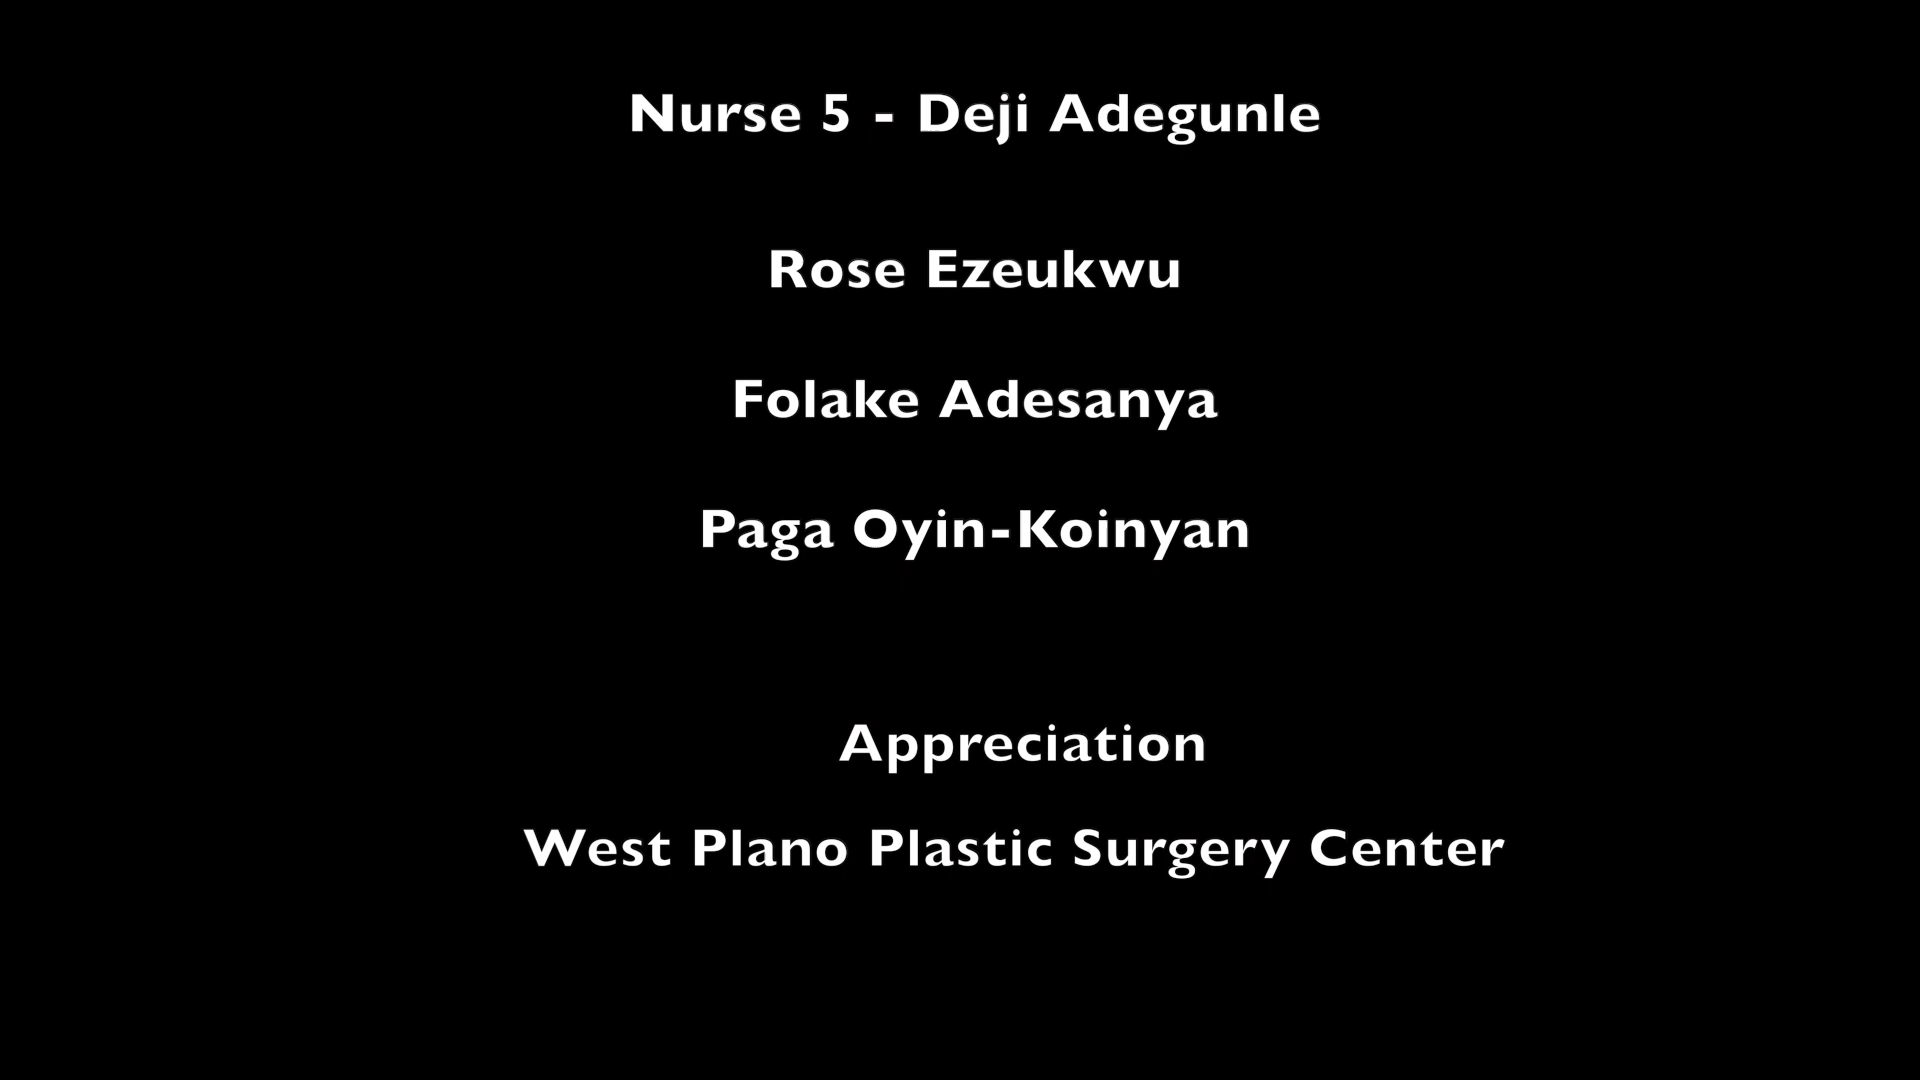 Nurse 5 - Deji Adegunle
Rose Ezeukwu
Folake Adesanya
Paga Oyin-Koinyan
Appreciation
West Plano Plastic Surgery Center